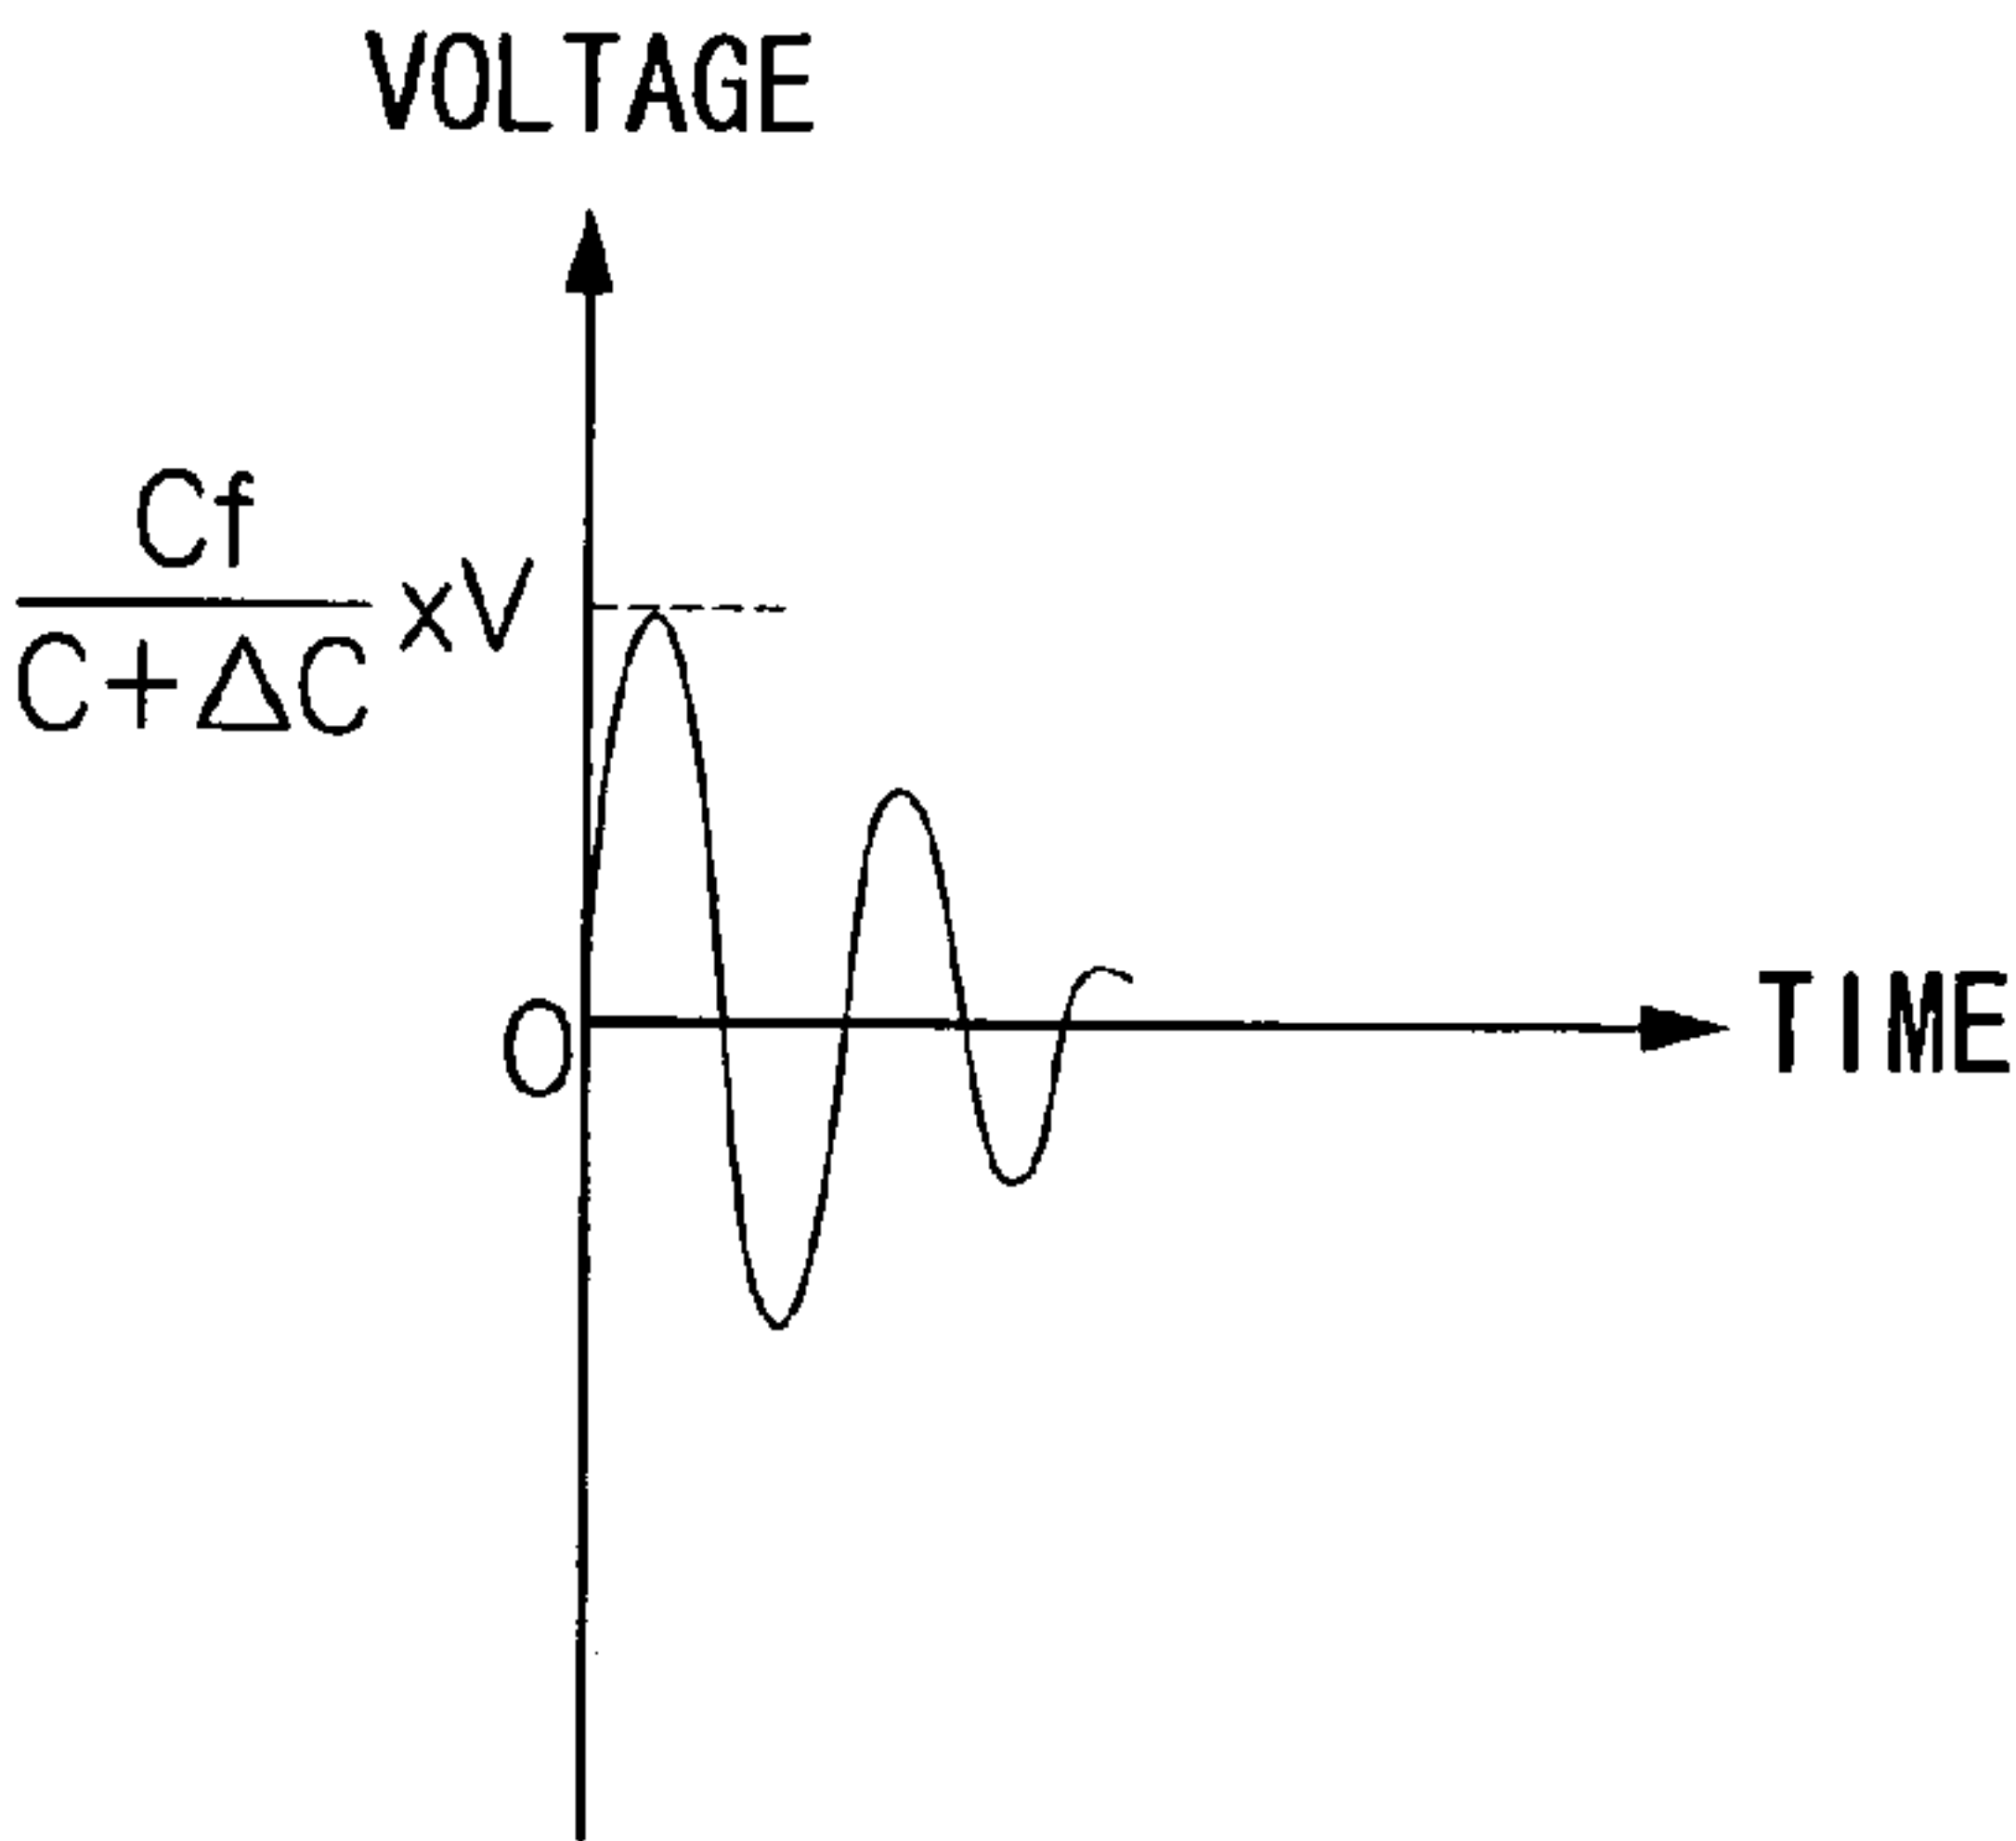 VOLTAGE
Cf
C+ΔC
xV
O
TIME